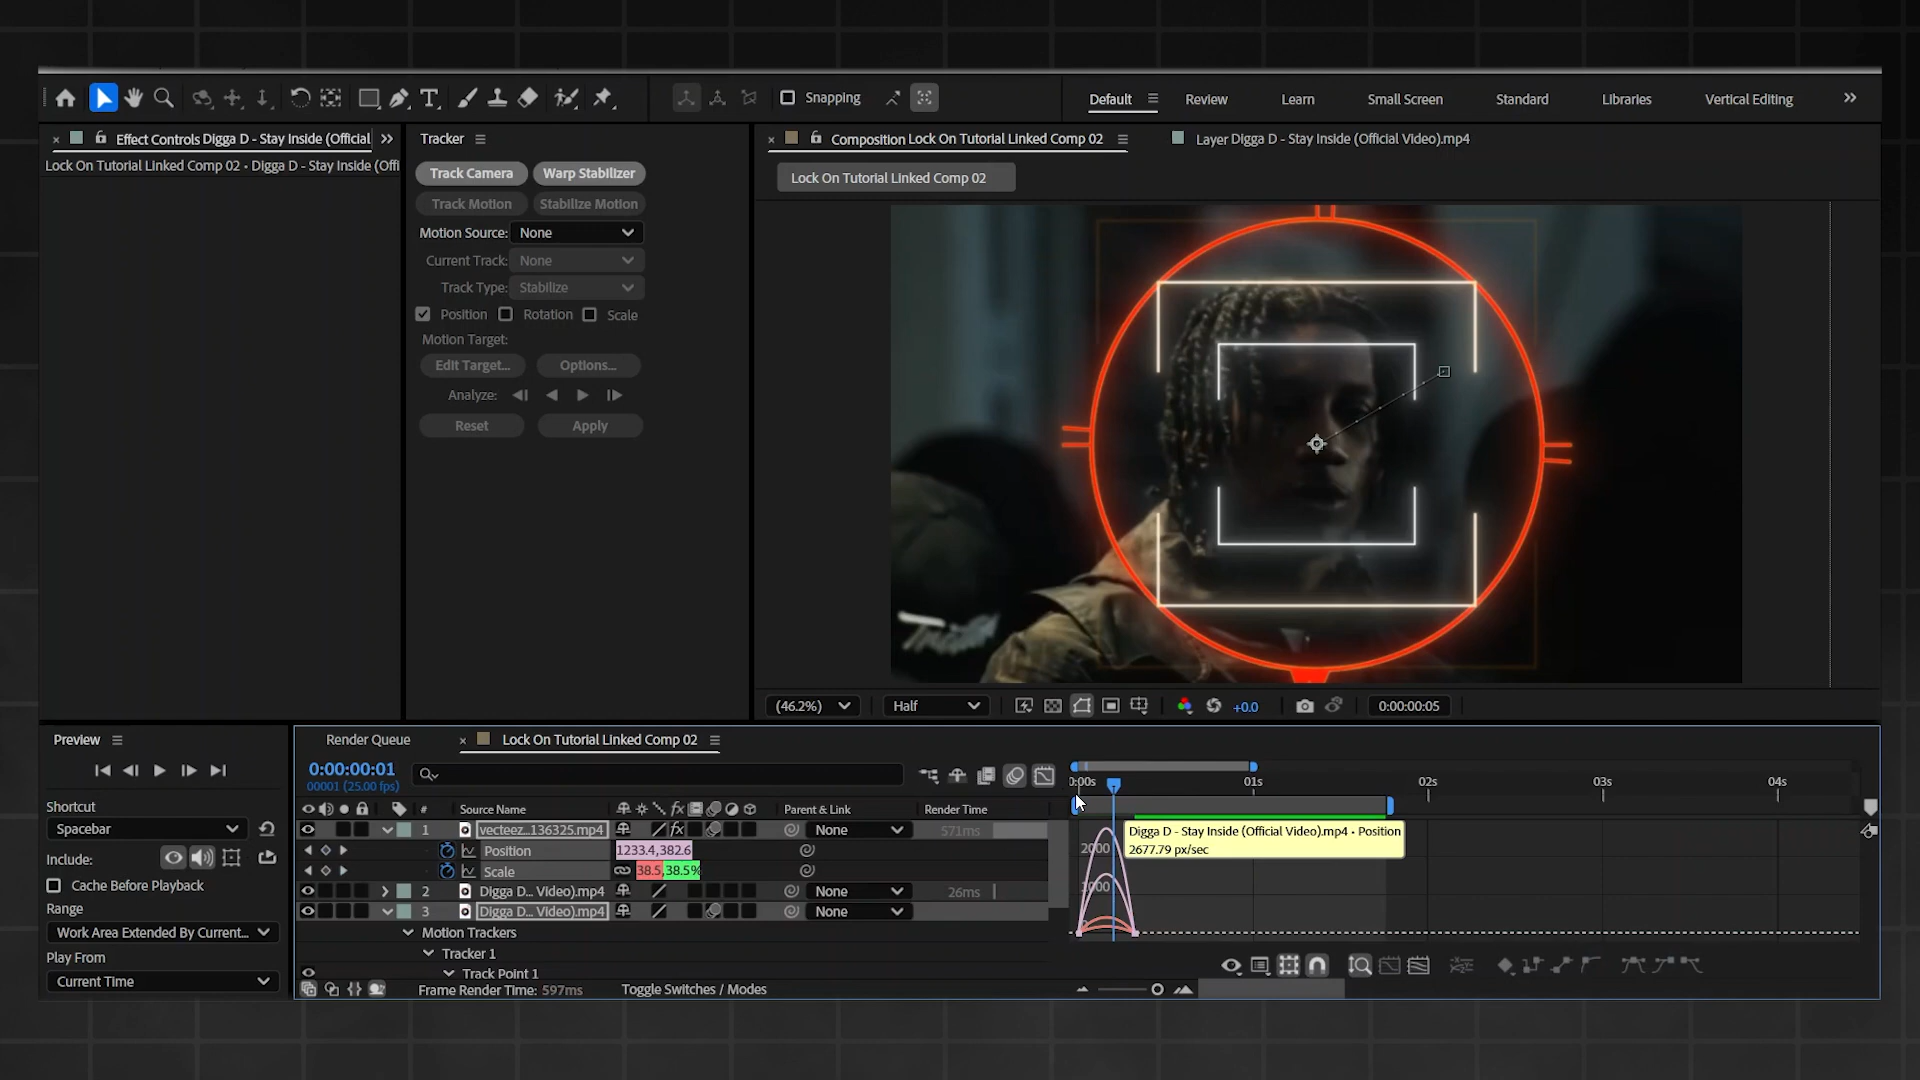 Snapping
Default
Review
Learn
Small Screen
Standard
Libraries
Vertical Editing
Effect Controls Digga D - Stay Inside (Official
Lock On Tutorial Linked Comp 02 • Digga D - Stay Inside (Offi
Tracker
Track Camera
Warp Stabilizer
Track Motion
Stabilize Motion
Motion Source: None
Current Track: None
Track Type: Stabilize
Position
Rotation
Scale
Motion Target:
Edit Target...
Options...
Analyze:
Reset
Apply
Composition Lock On Tutorial Linked Comp 02
Layer Digga D - Stay Inside (Official Video).mp4
Lock On Tutorial Linked Comp 02
(46.2%)
Half
+0.0
0:00:00:05
Preview
Shortcut
Spacebar
Include:
Cache Before Playback
Range
Work Area Extended By Current...
Play From
Current Time
Render Queue
Lock On Tutorial Linked Comp 02
0:00:00:01
00001 (25.00 fps)
# Source Name
Parent & Link
Render Time
1 vecteez...136325.mp4 fx None 571ms
Position 1233.4,382.6
Scale 38.5,38.5%
2 Digga D... Video).mp4 None 26ms
3 Digga D... Video).mp4 None
Motion Trackers
Tracker 1
Track Point 1
Frame Render Time: 597ms
Toggle Switches / Modes
0:00s 01s 02s 03s 04s
Digga D - Stay Inside (Official Video).mp4 • Position
2677.79 px/sec
2000
1000